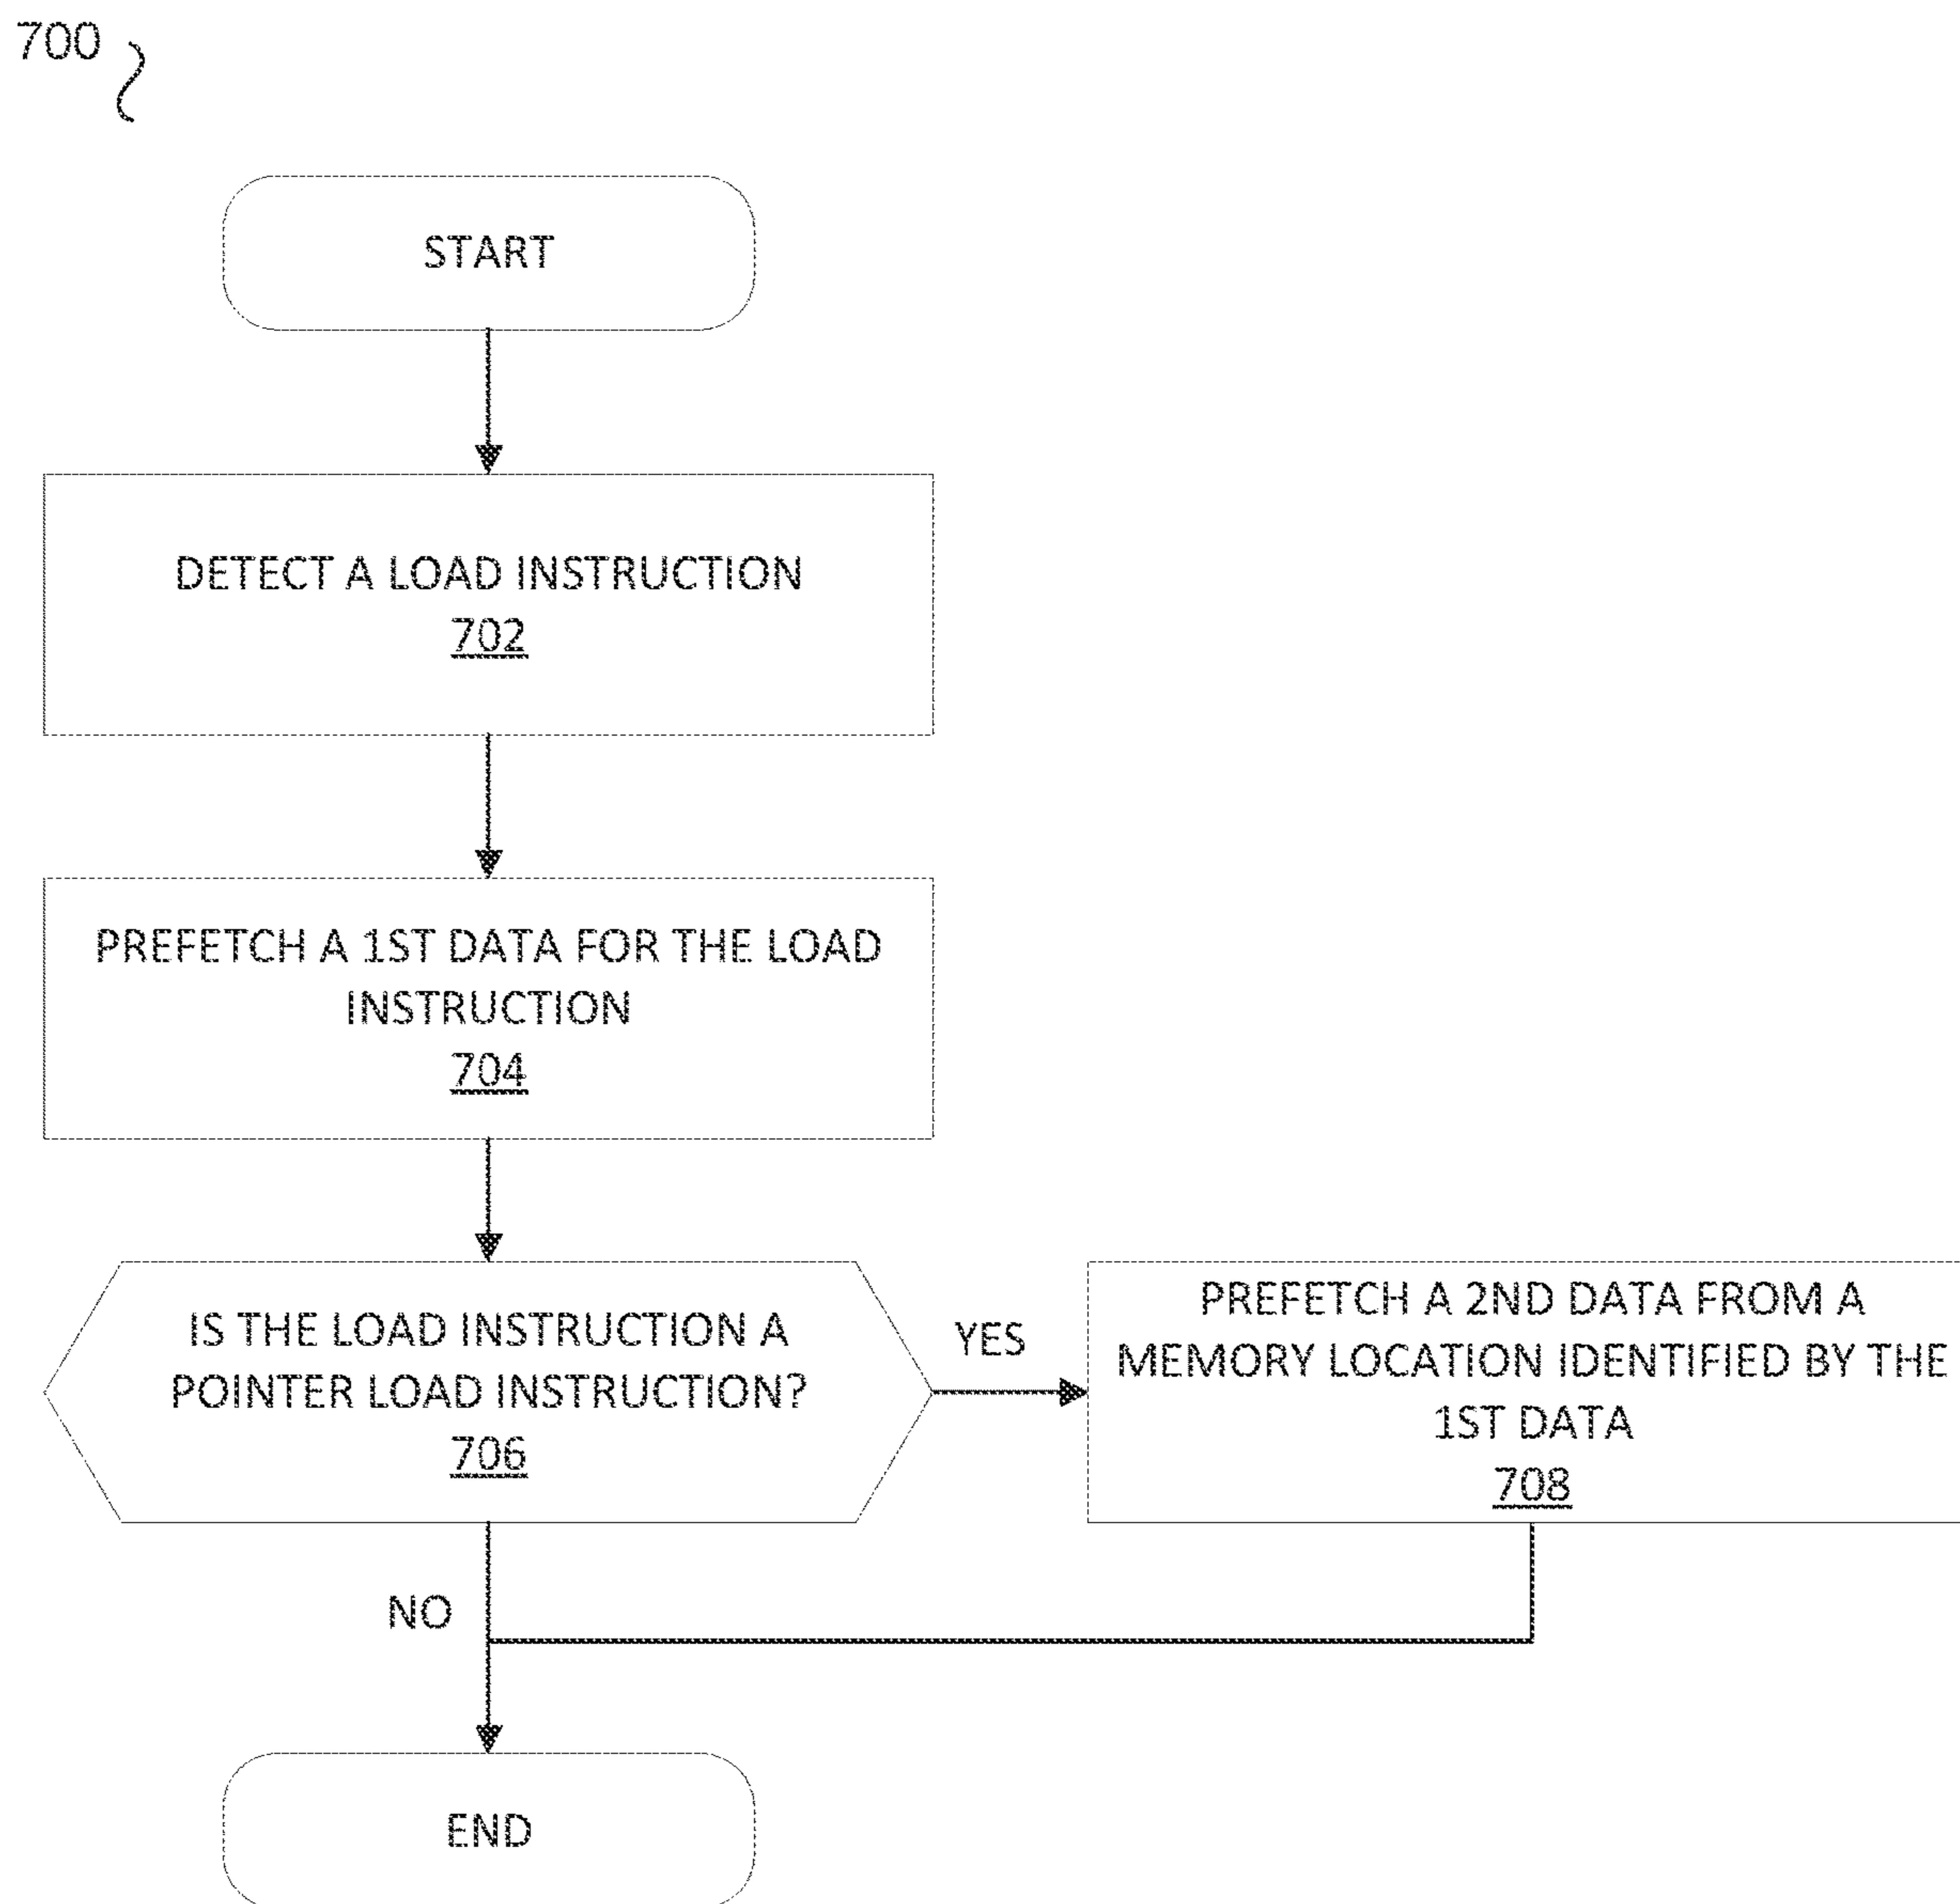 700
START
DETECT A LOAD INSTRUCTION
702
PREFETCH A 1ST DATA FOR THE LOAD
INSTRUCTION
704
IS THE LOAD INSTRUCTION A
POINTER LOAD INSTRUCTION?
706
YES
PREFETCH A 2ND DATA FROM A
MEMORY LOCATION IDENTIFIED BY THE
1ST DATA
708
NO
END